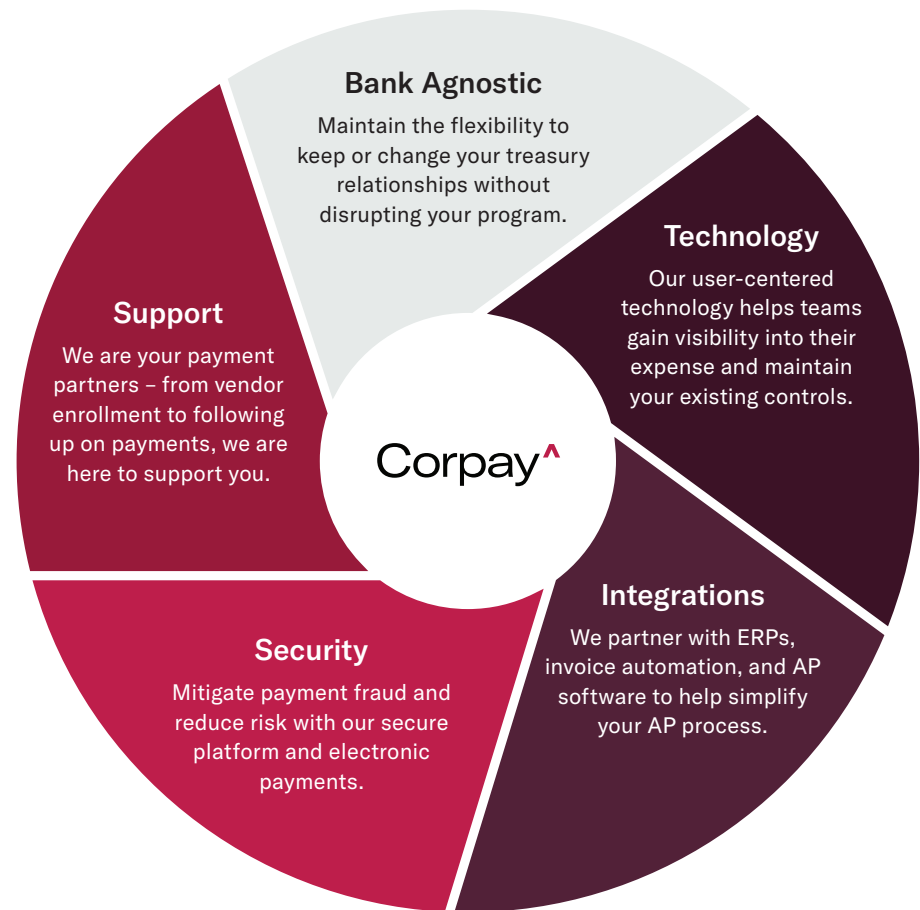 Bank Agnostic
Maintain the flexibility to
keep or change your treasury
relationships without
disrupting your program.
Technology
Our user-centered
technology helps teams
gain visibility into their
expense and maintain
your existing controls.
Integrations
We partner with ERPs,
invoice automation, and AP
software to help simplify
your AP process.
Security
Mitigate payment fraud and
reduce risk with our secure
platform and electronic
payments.
Support
We are your payment
partners – from vendor
enrollment to following
up on payments, we are
here to support you.
Corpay^